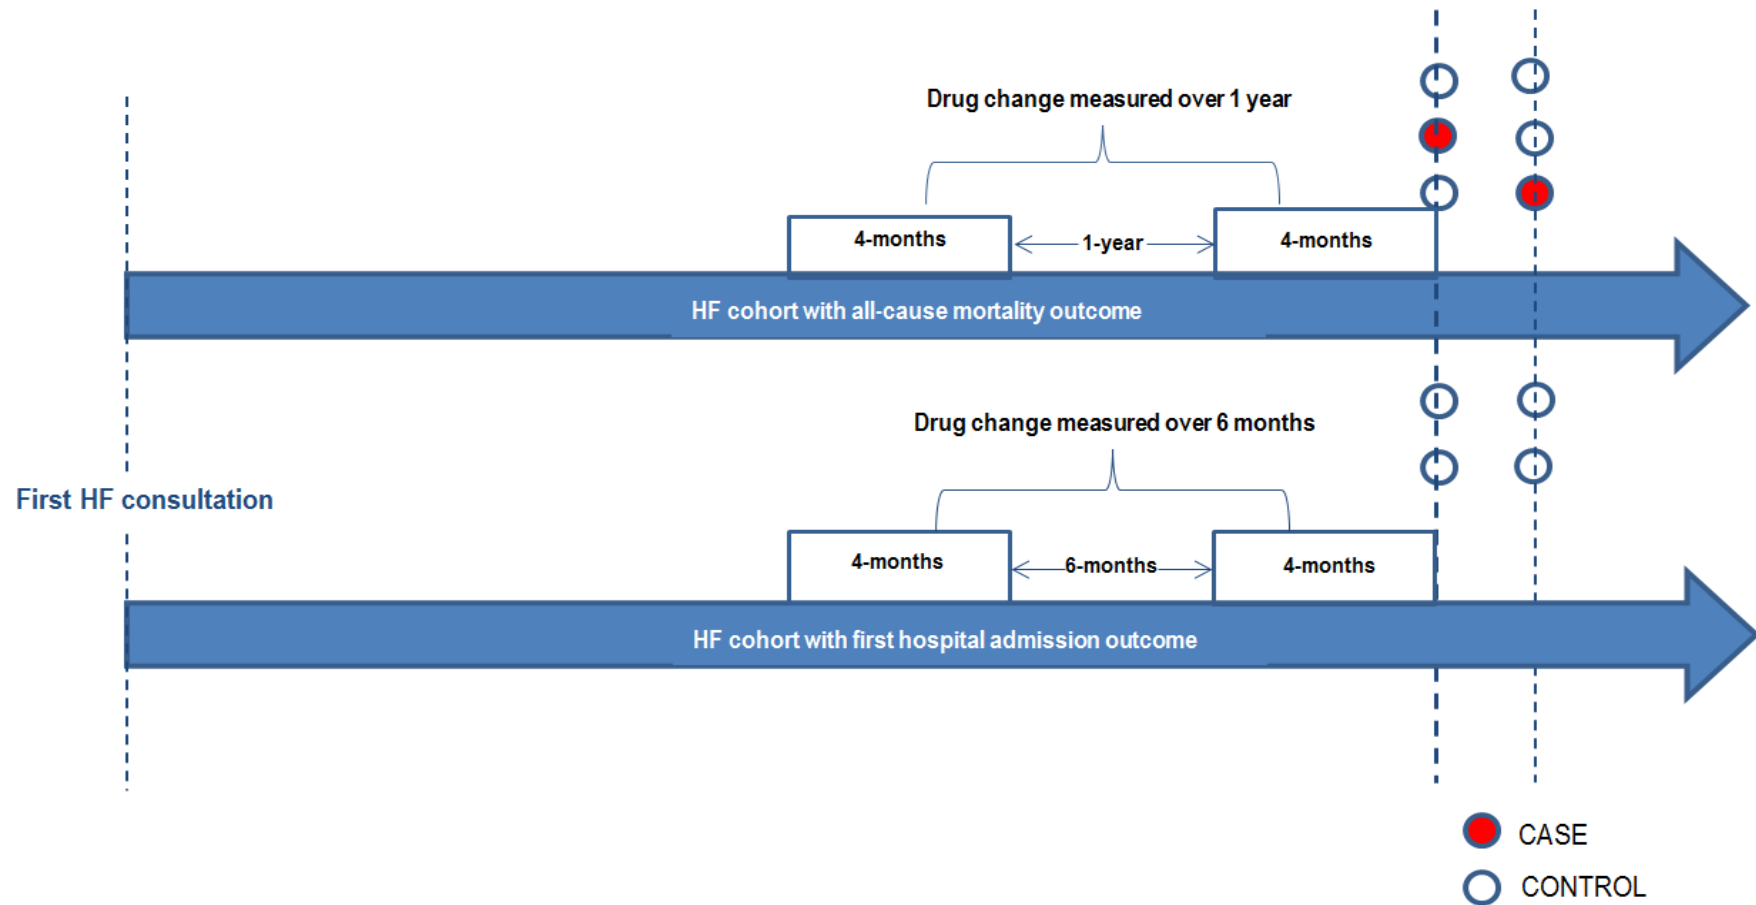 Drug change measured over 1 year
4-months
1-year
4-months
HF cohort with all-cause mortality outcome
Drug change measured over 6 months
First HF consultation
4-months
6-months
4-months
HF cohort with first hospital admission outcome
CASE
CONTROL